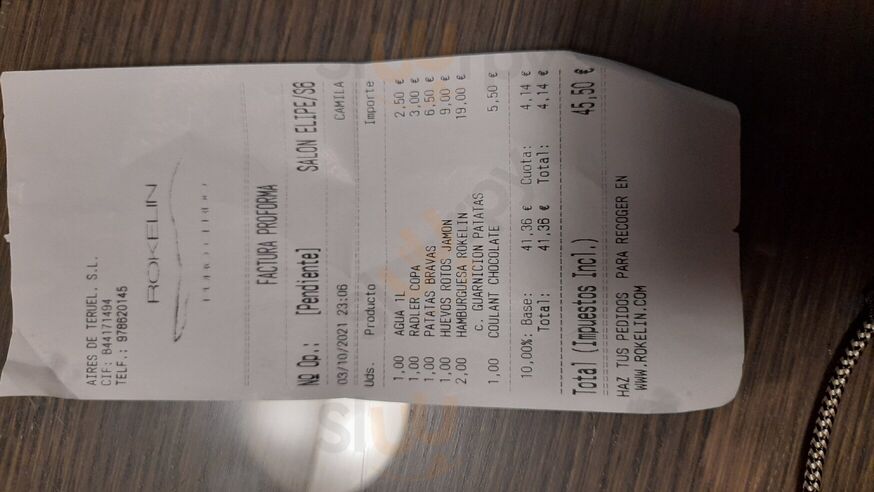 AIRES DE TERUEL, S.L.
CIF: B44171494
TELF.: 978620145
ROKELIN
FACTURA PROFORMA
Nº Op.: [Pendiente] SALON ELIPE/S6
03/10/2021 23:06 CAMILA
Uds. Producto Importe
1,00 AGUA 1L 2,50 €
1,00 RADLER COPA 3,00 €
1,00 PATATAS BRAVAS 6,50 €
1,00 HUEVOS ROTOS JAMON 9,00 €
2,00 HAMBURGUESA ROKELIN 19,00 €
c. GUARNICION PATATAS
1,00 COULANT CHOCOLATE 5,50 €
10,00%: Base: 41,36 € Cuota: 4,14 €
Total: 41,36 € Total: 4,14 €
Total (Impuestos Incl.) 45,50 €
HAZ TUS PEDIDOS PARA RECOGER EN
WWW.ROKELIN.COM